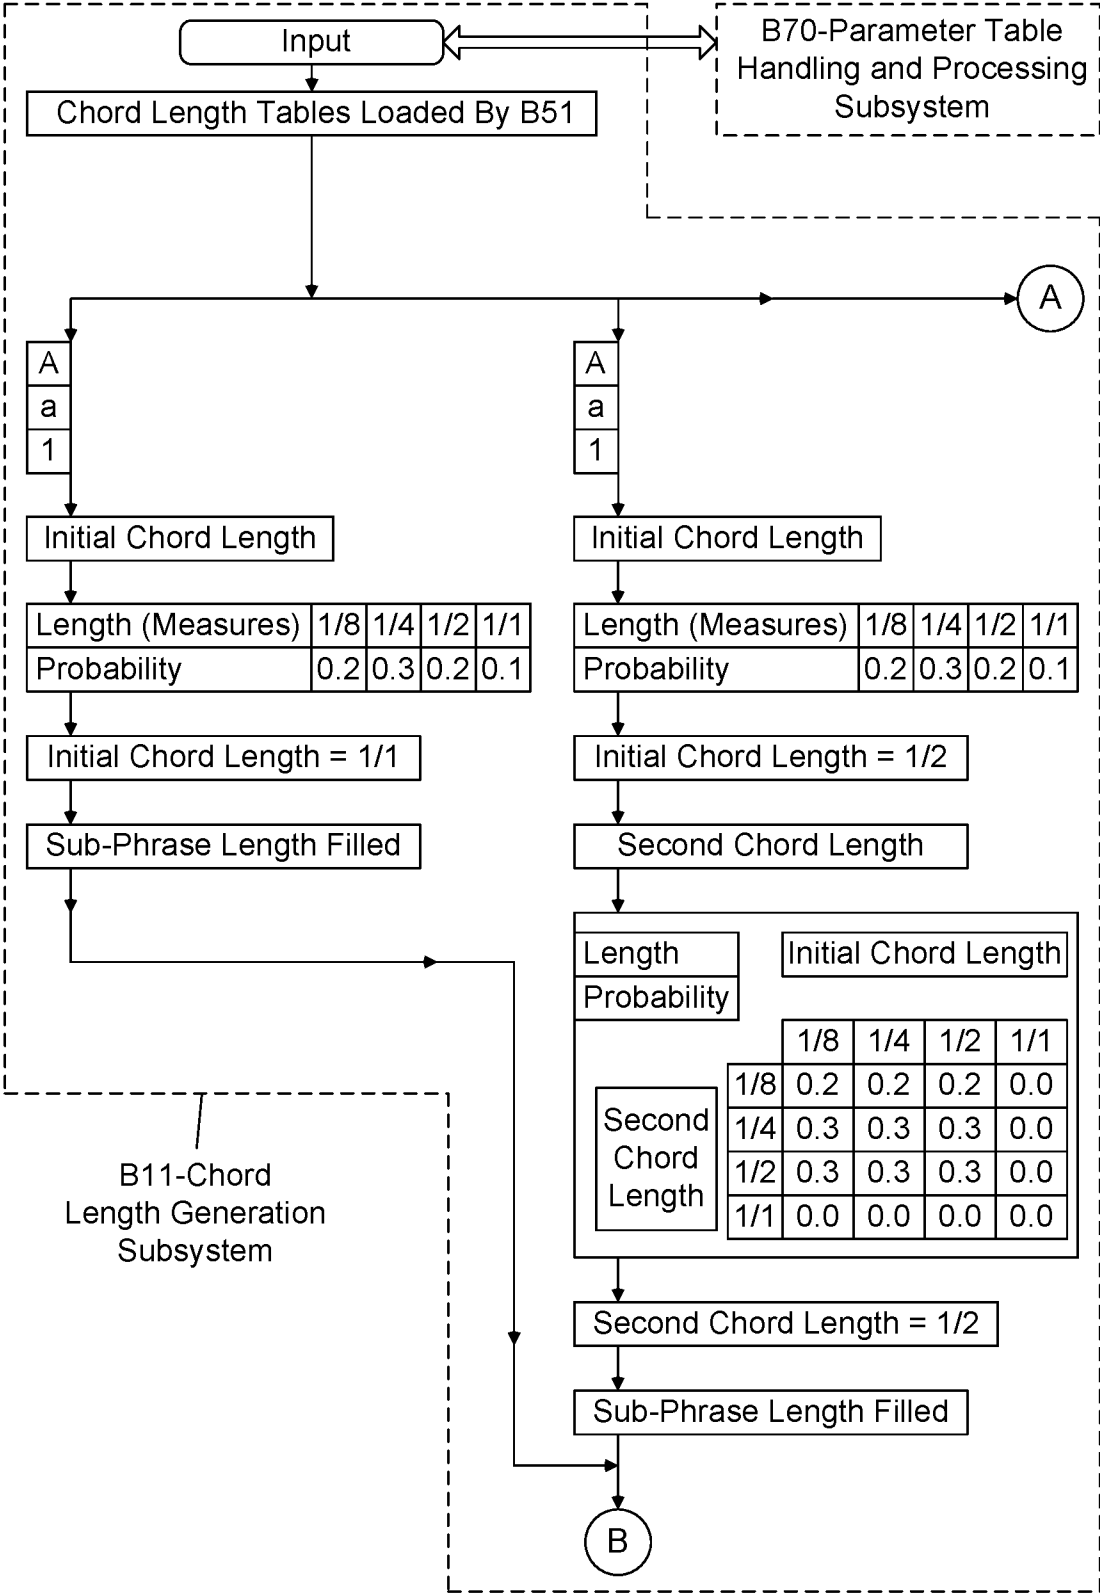 Input
B70-Parameter Table
Handling and Processing
Subsystem
Chord Length Tables Loaded By B51
A
A
a
1
Initial Chord Length
Length (Measures) 1/8 1/4 1/2 1/1
Probability 0.2 0.3 0.2 0.1
Initial Chord Length = 1/1
Sub-Phrase Length Filled
A
a
1
Initial Chord Length
Length (Measures) 1/8 1/4 1/2 1/1
Probability 0.2 0.3 0.2 0.1
Initial Chord Length = 1/2
Second Chord Length
Length
Probability
Initial Chord Length
1/8 1/4 1/2 1/1
Second
Chord
Length
1/8 0.2 0.2 0.2 0.0
1/4 0.3 0.3 0.3 0.0
1/2 0.3 0.3 0.3 0.0
1/1 0.0 0.0 0.0 0.0
Second Chord Length = 1/2
Sub-Phrase Length Filled
B
B11-Chord
Length Generation
Subsystem